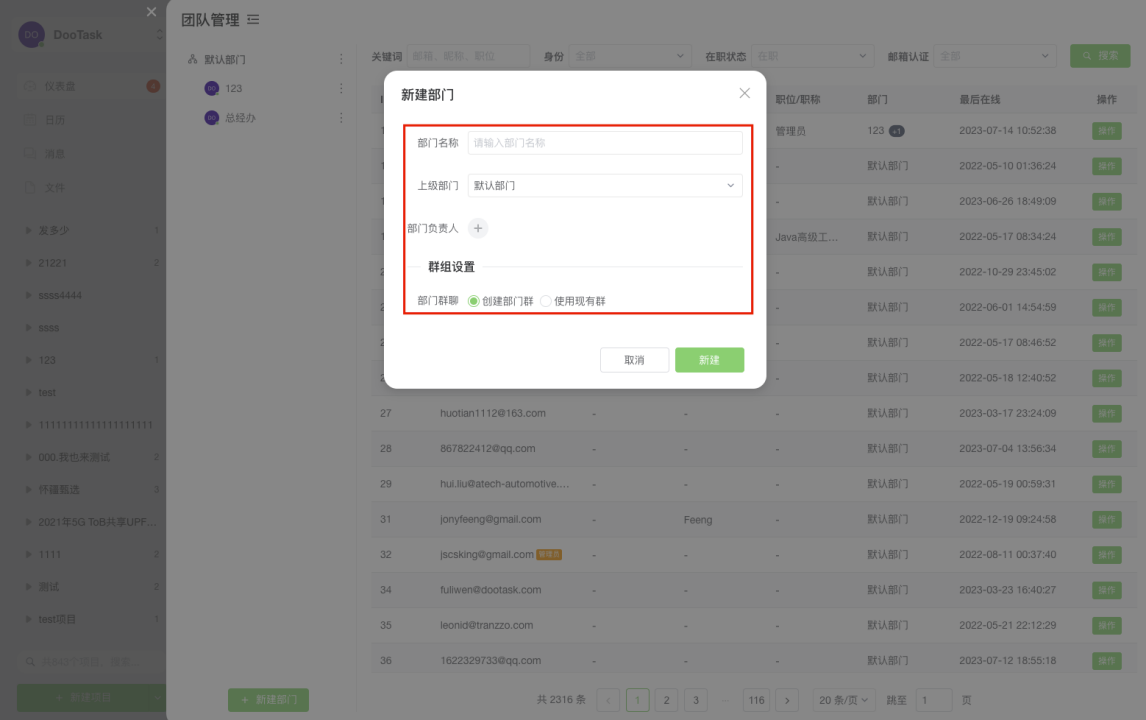 DO DooTask
仪表盘
日历
消息
文件
发多少 1
21221 2
ssss4444
ssss
123 1
test
000.我也来测试 2
怀疆甄选 3
2021年5G ToB共享UPF...
1111 2
测试 2
test项目 1
+ 新建项目
团队管理
默认部门
DO 123
DO 总经办
+ 新建部门
关键词 邮箱、昵称、职位 身份 全部 在职状态 在职 邮箱认证 全部 搜索
职位/职称 部门 最后在线 操作
管理员 123 +1 2023-07-14 10:52:38 操作
- 默认部门 2022-05-10 01:36:24 操作
- 默认部门 2023-06-26 18:49:09 操作
Java高级工... 默认部门 2022-05-17 08:34:24 操作
- 默认部门 2022-10-29 23:45:02 操作
- 默认部门 2022-06-01 14:54:59 操作
- 默认部门 2022-05-17 08:46:52 操作
- 默认部门 2022-05-18 12:40:52 操作
27 huotian1112@163.com - - - 默认部门 2023-03-17 23:24:09 操作
28 867822412@qq.com - - - 默认部门 2023-07-04 13:56:34 操作
29 hui.liu@atech-automotive.... - - - 默认部门 2022-05-19 00:59:31 操作
31 jonyfeeng@gmail.com - Feeng - 默认部门 2022-12-19 09:24:58 操作
32 jscsking@gmail.com 管理员 - - - 默认部门 2022-08-11 00:37:40 操作
34 fuliwen@dootask.com - - - 默认部门 2023-03-23 16:40:27 操作
35 leonid@tranzzo.com - - - 默认部门 2022-05-21 22:12:29 操作
36 1622329733@qq.com - - - 默认部门 2023-07-12 18:55:18 操作
共 2316 条 < 1 2 3 ... 116 > 20 条/页 跳至 1 页
新建部门
部门名称 请输入部门名称
上级部门 默认部门
部门负责人 +
群组设置
部门群聊 创建部门群 使用现有群
取消 新建